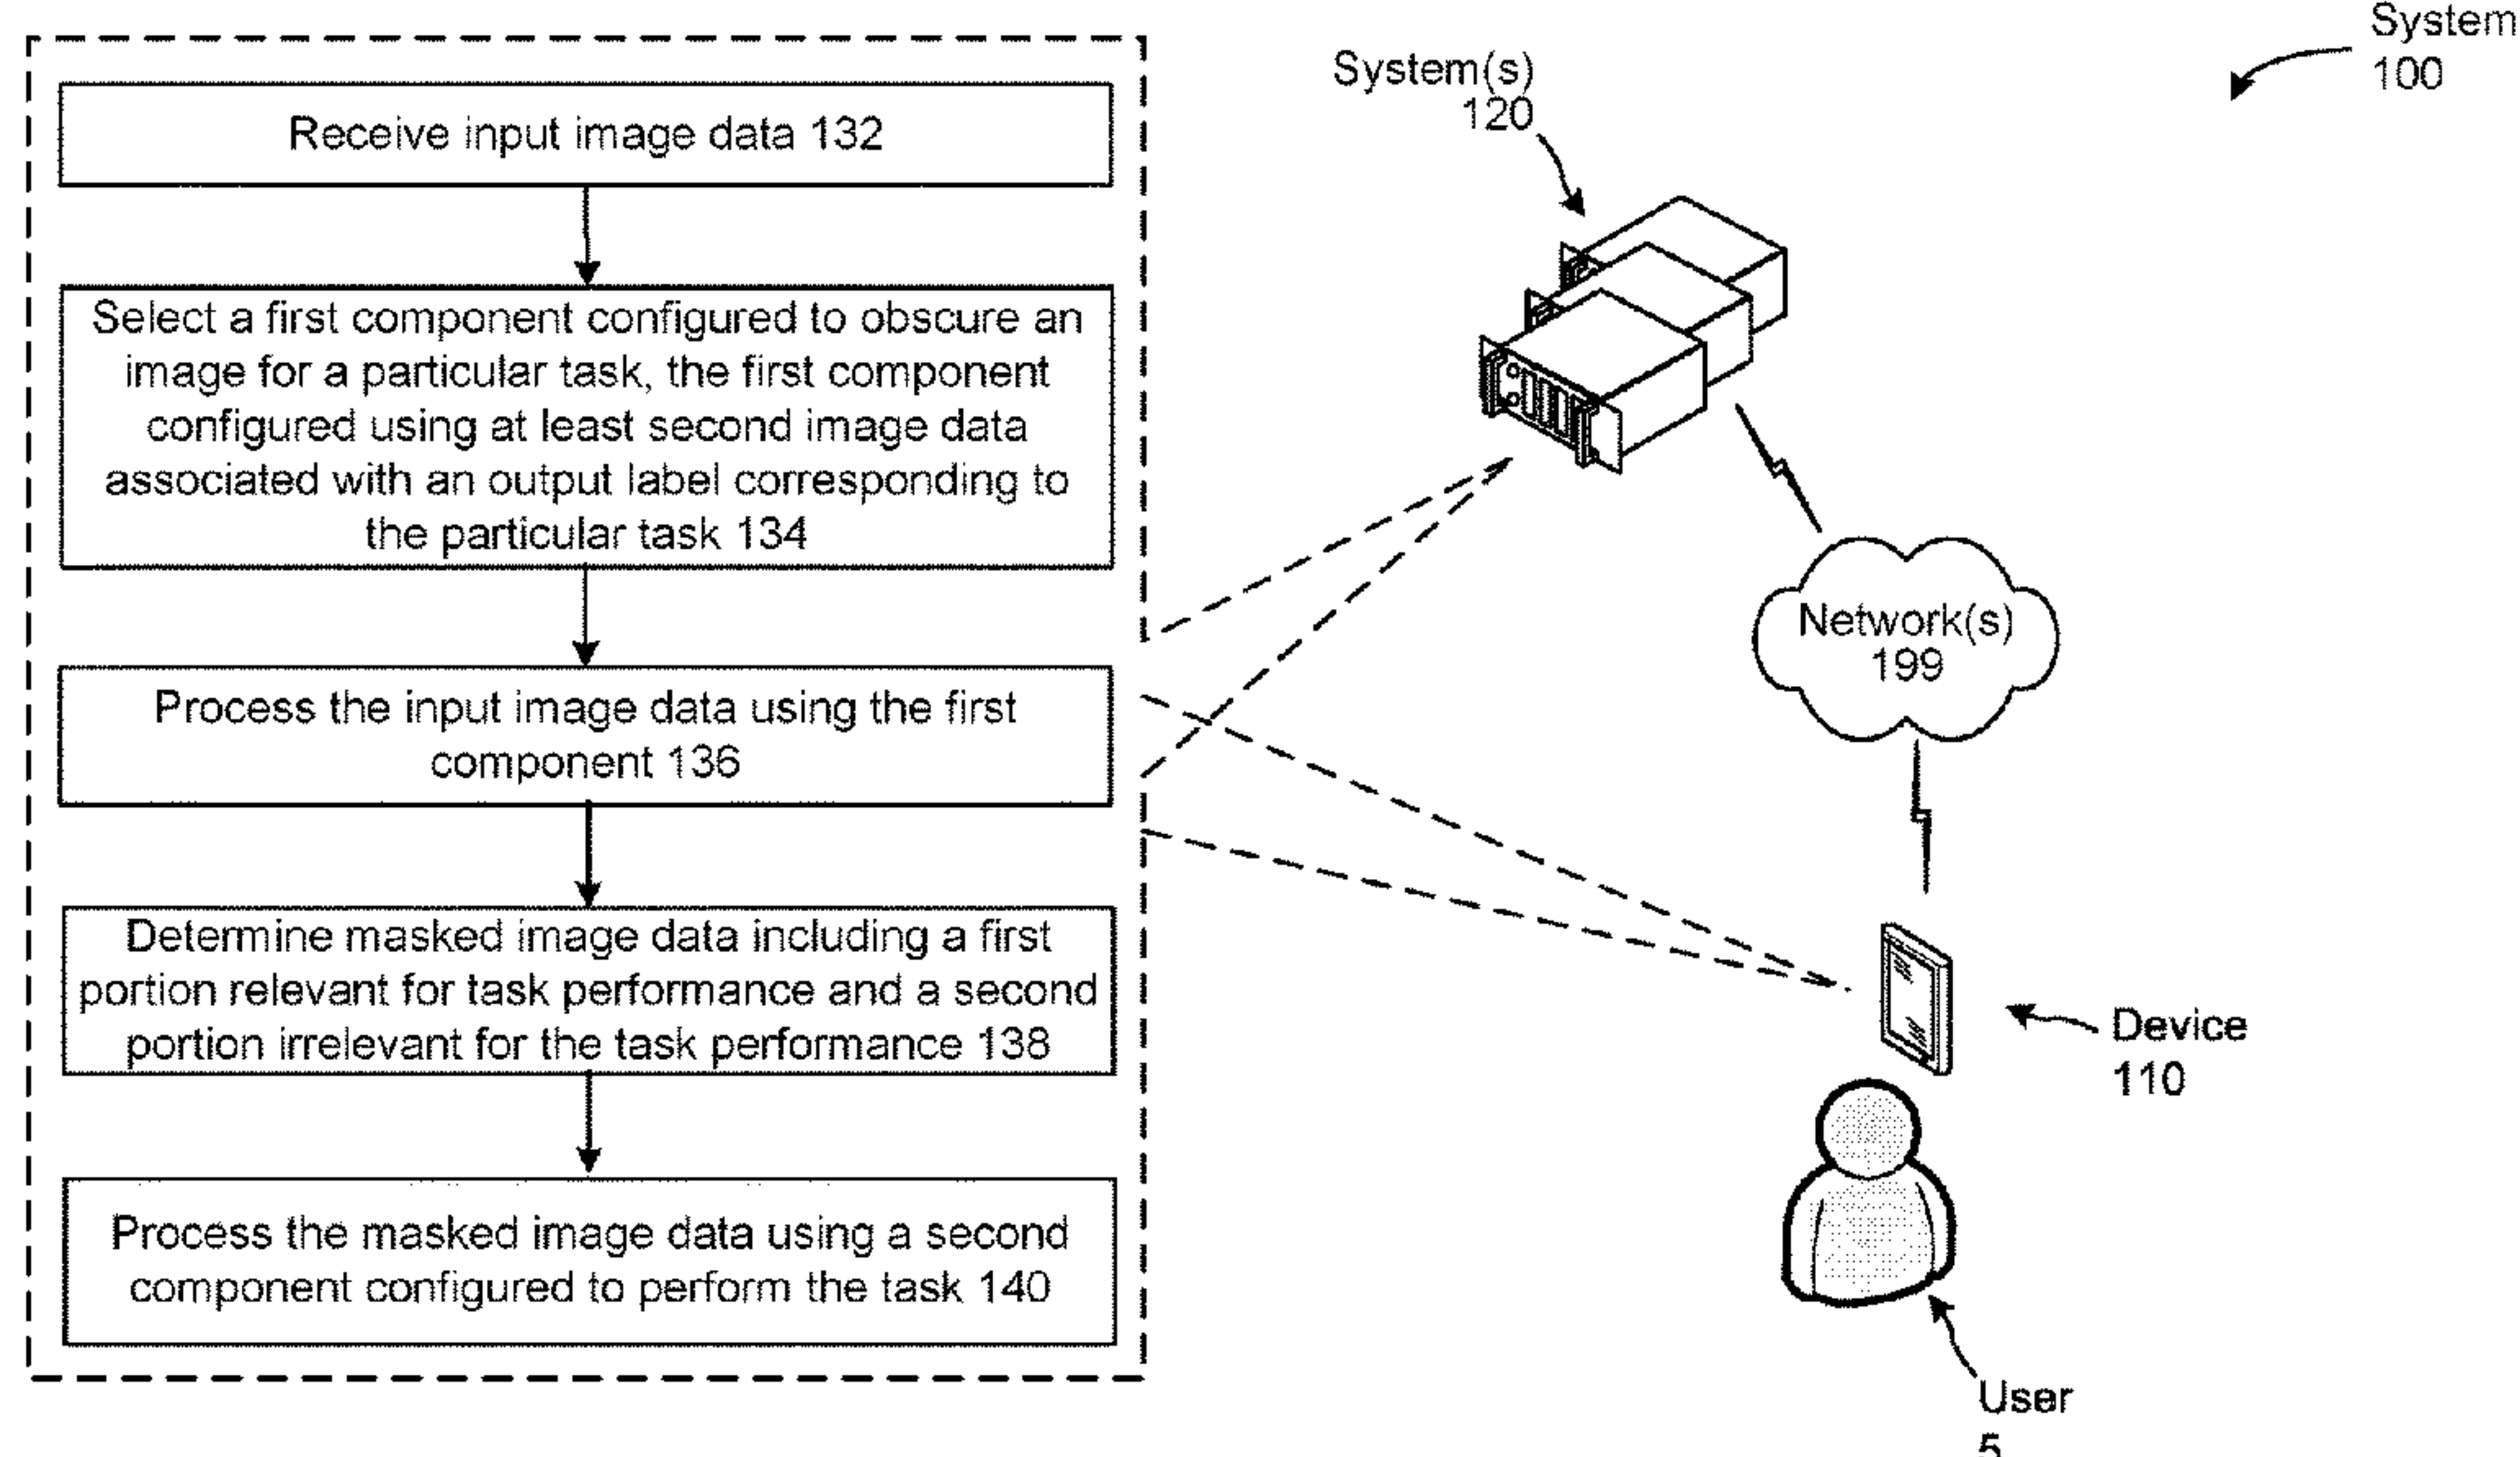 Receive input image data 132
Select a first component configured to obscure an
image for a particular task, the first component
configured using at least second image data
associated with an output label corresponding to
the particular task 134
Process the input image data using the first
component 136
Determine masked image data including a first
portion relevant for task performance and a second
portion irrelevant for the task performance 138
Process the masked image data using a second
component configured to perform the task 140
System
100
System(s)
120
Network(s)
199
Device
110
User
5